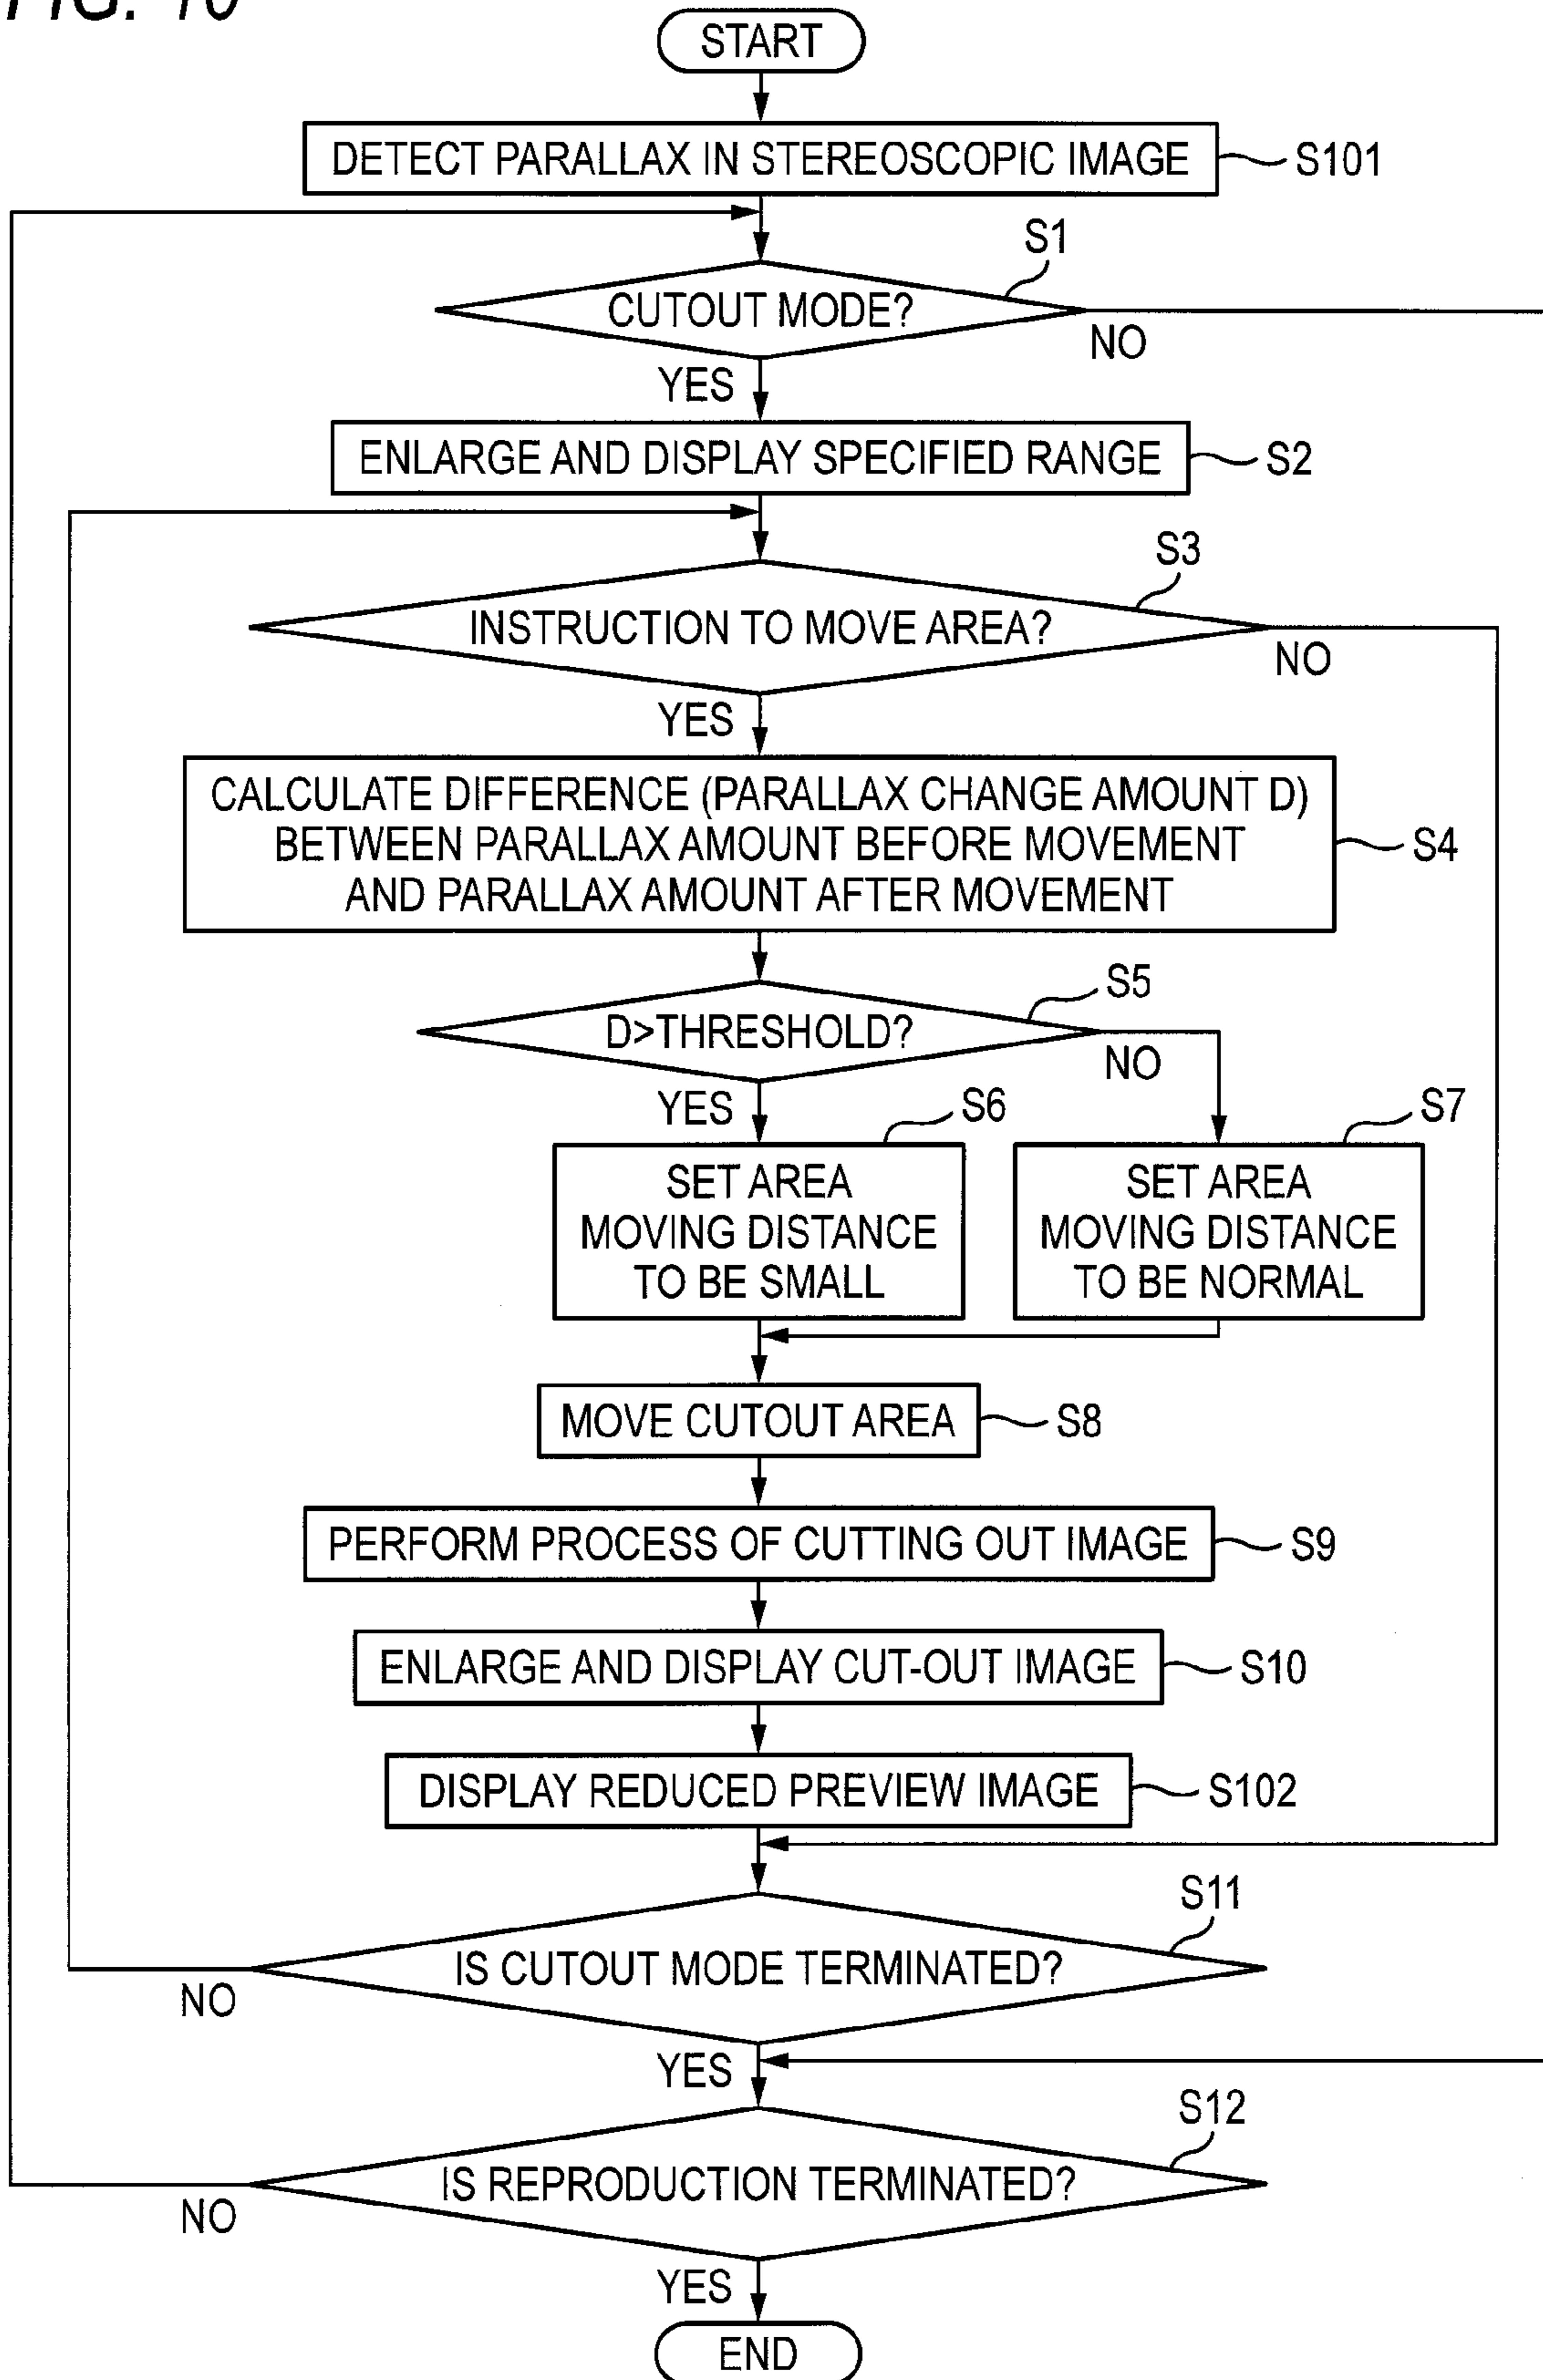 FIG. 10
START
DETECT PARALLAX IN STEREOSCOPIC IMAGE
S101
S1
CUTOUT MODE?
NO
YES
ENLARGE AND DISPLAY SPECIFIED RANGE
S2
S3
INSTRUCTION TO MOVE AREA?
NO
YES
CALCULATE DIFFERENCE (PARALLAX CHANGE AMOUNT D)
BETWEEN PARALLAX AMOUNT BEFORE MOVEMENT
AND PARALLAX AMOUNT AFTER MOVEMENT
S4
S5
D>THRESHOLD?
NO
YES
S6
S7
SET AREA
MOVING DISTANCE
TO BE SMALL
SET AREA
MOVING DISTANCE
TO BE NORMAL
MOVE CUTOUT AREA
S8
PERFORM PROCESS OF CUTTING OUT IMAGE
S9
ENLARGE AND DISPLAY CUT-OUT IMAGE
S10
DISPLAY REDUCED PREVIEW IMAGE
S102
S11
IS CUTOUT MODE TERMINATED?
NO
YES
S12
IS REPRODUCTION TERMINATED?
NO
YES
END